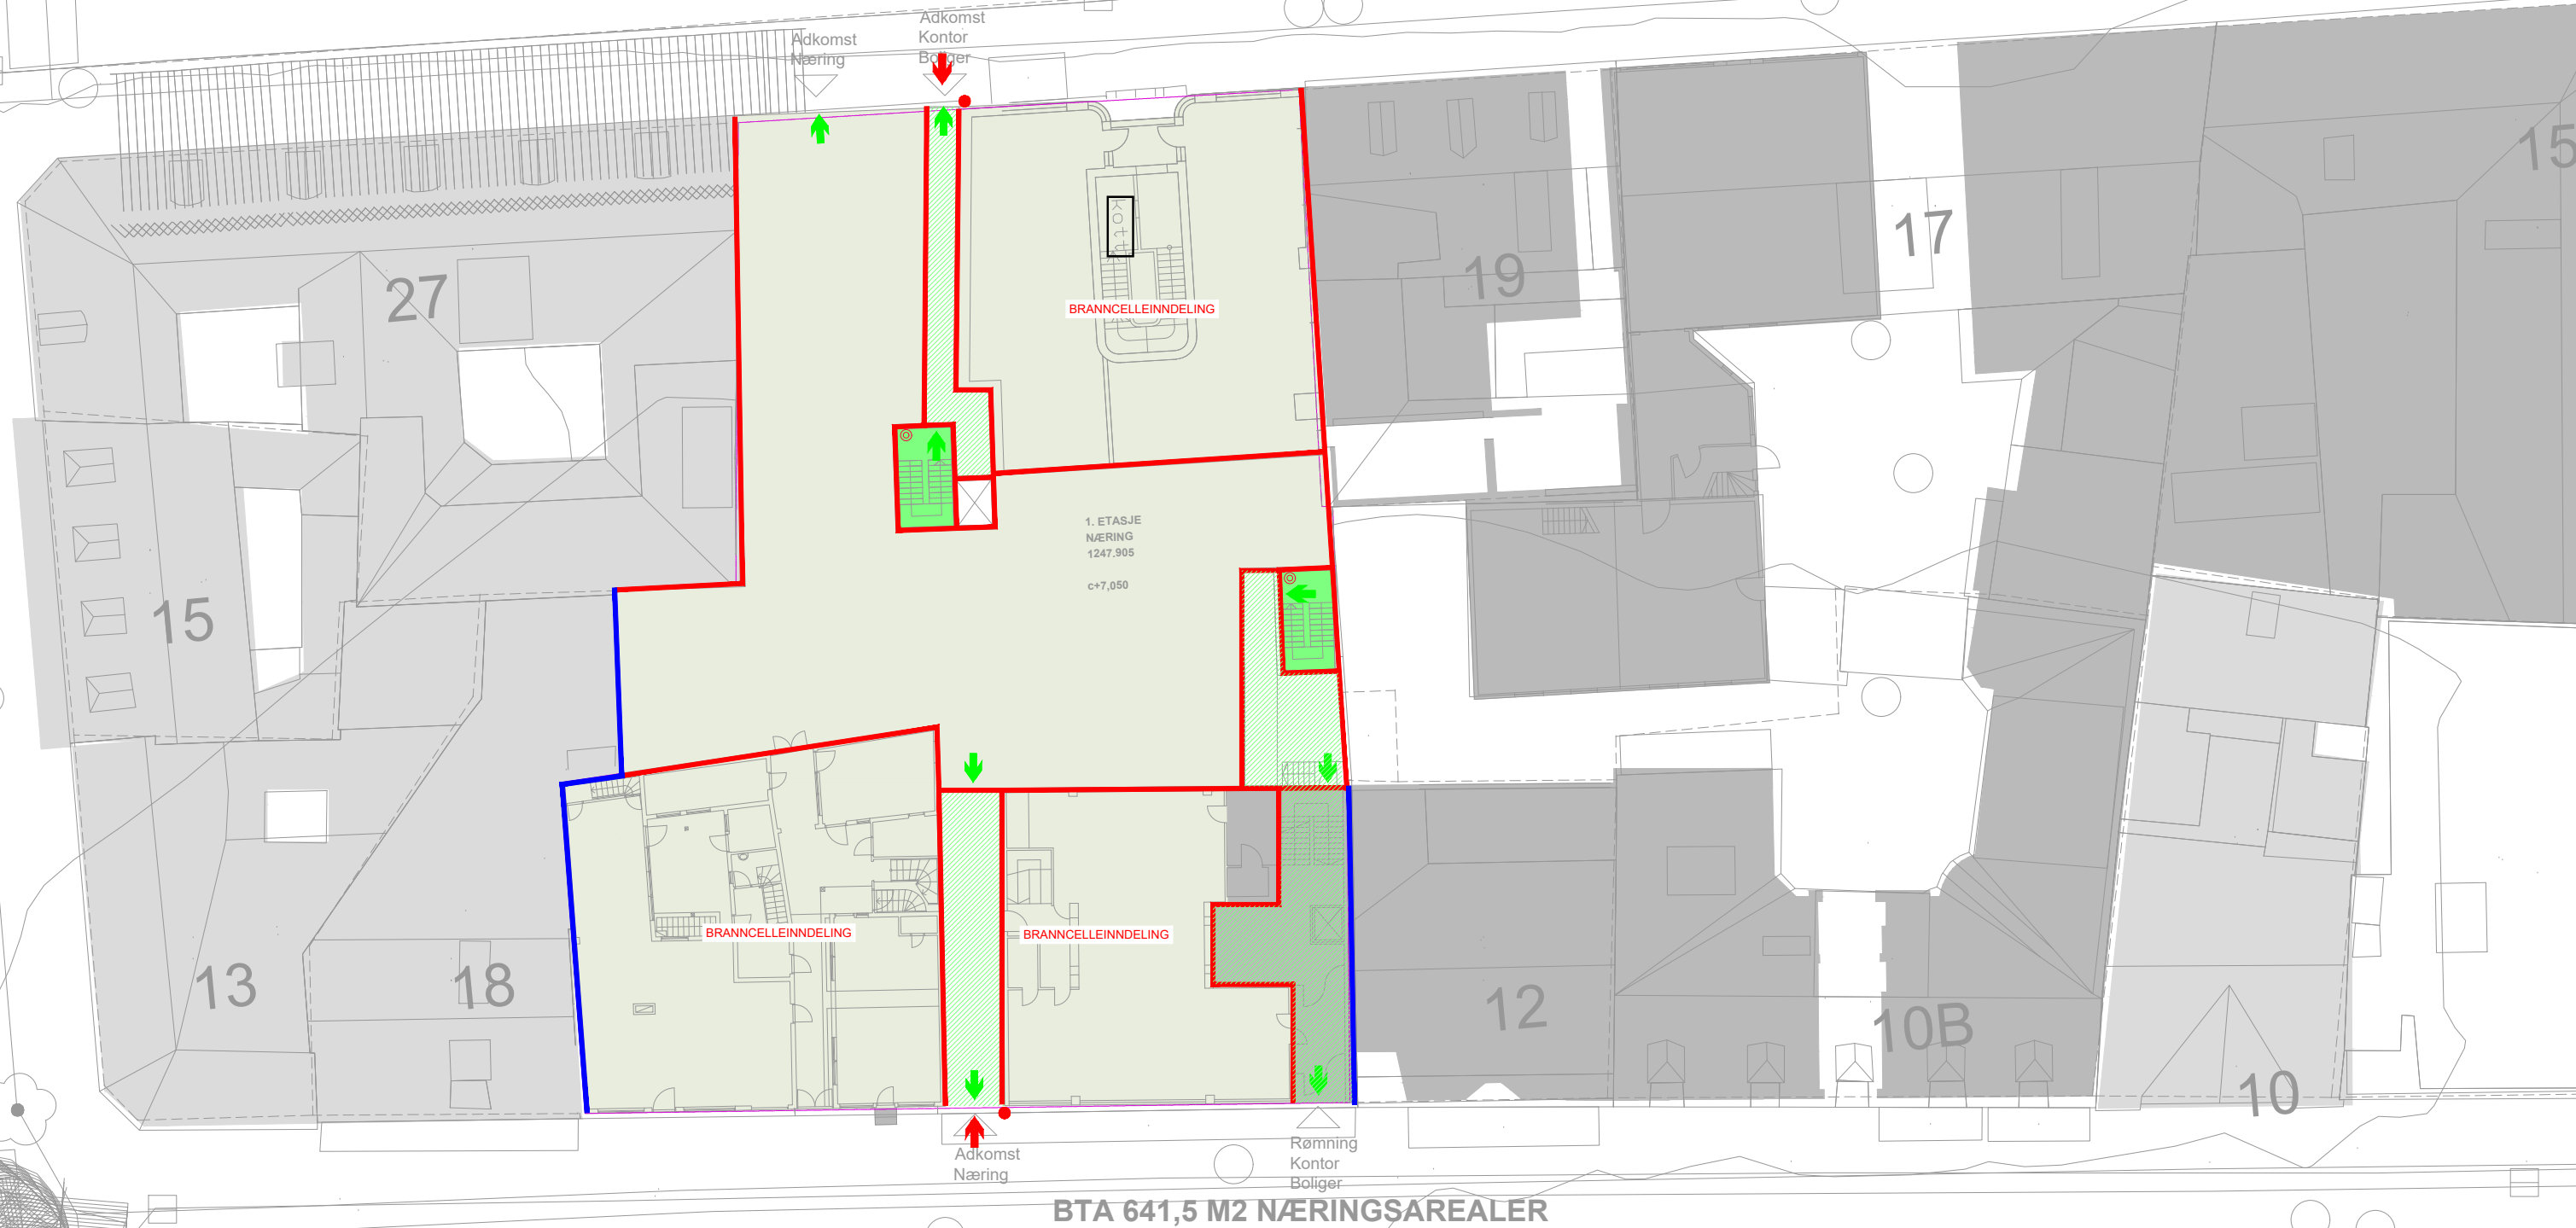 Adkomst
Kontor
Boliger
Adkomst
Næring
15
17
19
27
Kott
BRANNCELLEINNDELING
1. ETASJE
NÆRING
1247.905
c+7,050
15
BRANNCELLEINNDELING
BRANNCELLEINNDELING
13
18
12
10B
10
Adkomst
Næring
Rømning
Kontor
Boliger
BTA 641,5 M2 NÆRINGSAREALER